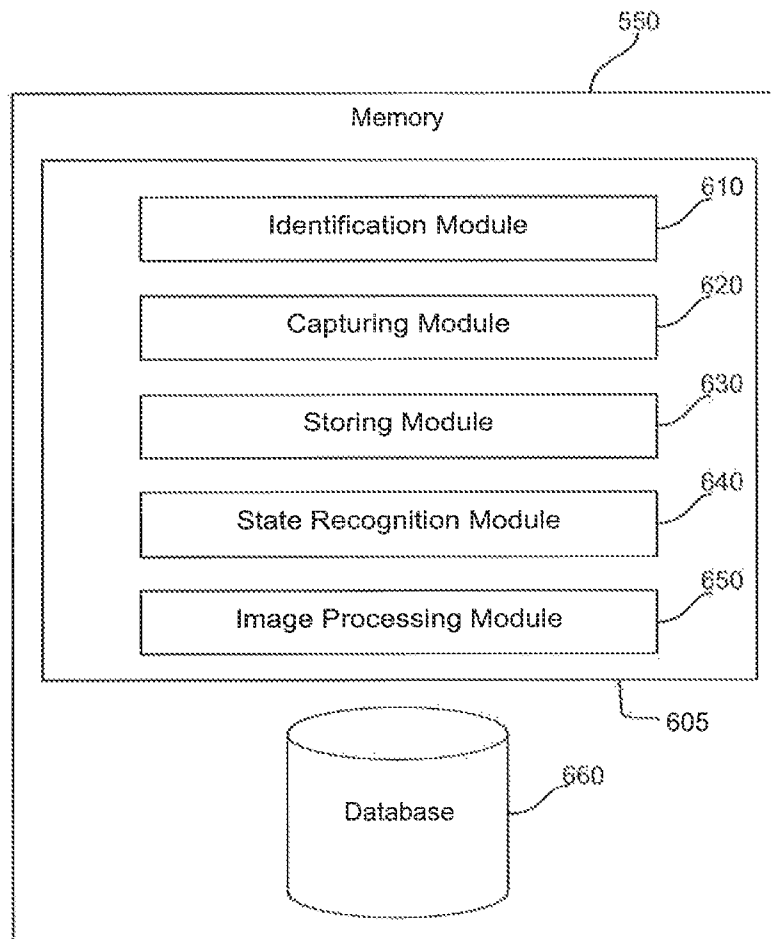 550
Memory
610
Identification Module
620
Capturing Module
630
Storing Module
640
State Recognition Module
650
Image Processing Module
605
660
Database